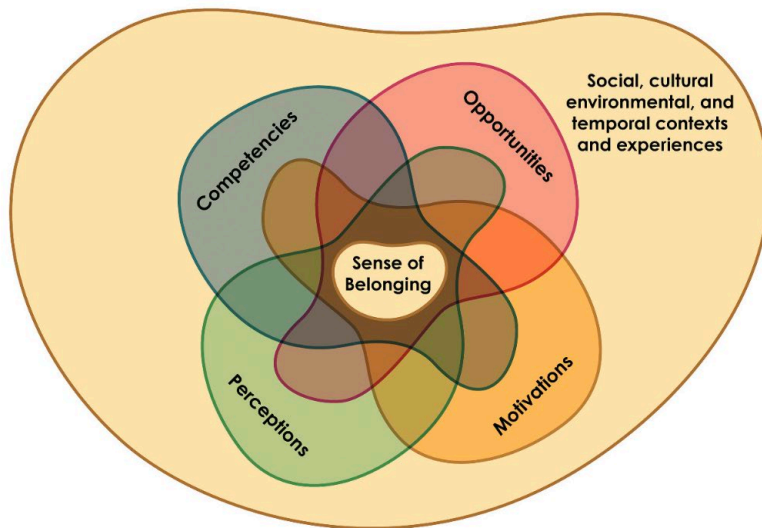 Competencies
Opportunities
Social, cultural
environmental, and
temporal contexts
and experiences
Sense of
Belonging
Perceptions
Motivations